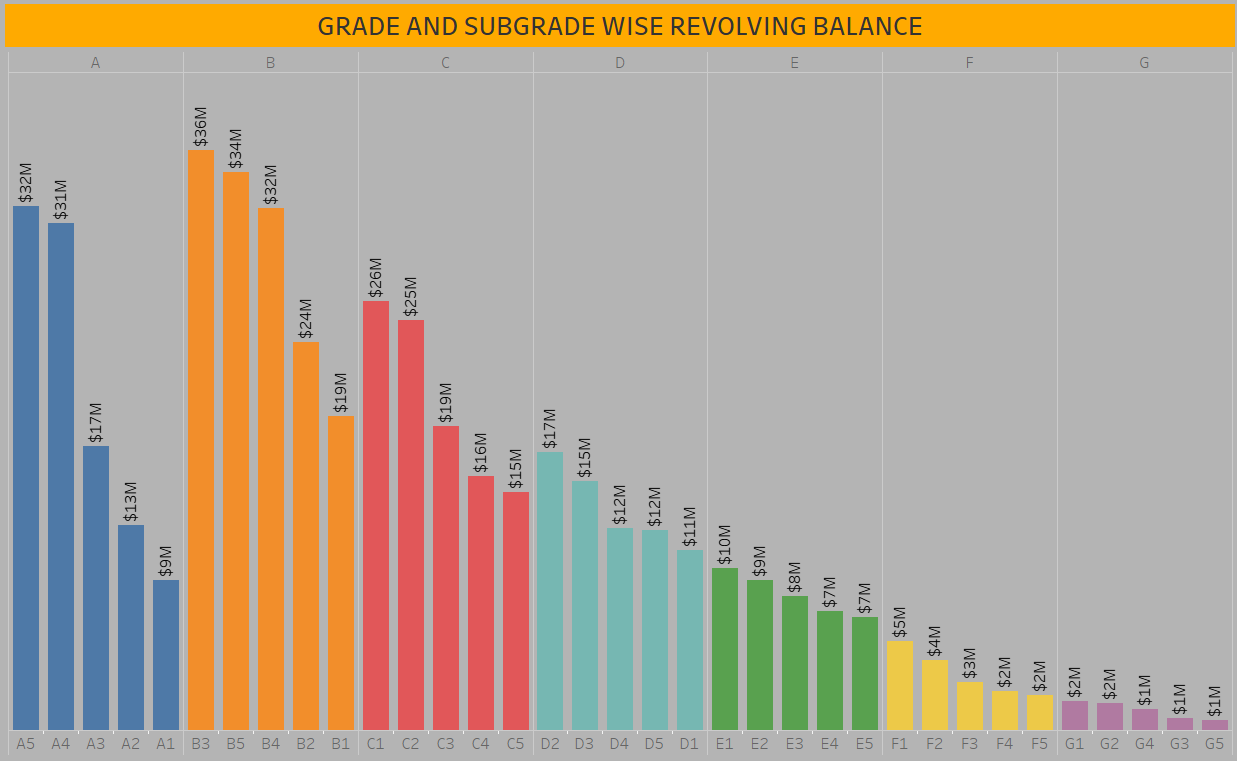 GRADE AND SUBGRADE WISE REVOLVING BALANCE
A B C D E F G
$32M $31M $17M $13M $9M $36M $34M $32M $24M $19M $26M $25M $19M $16M $15M $17M $15M $12M $12M $11M $10M $9M $8M $7M $7M $5M $4M $3M $2M $2M $2M $2M $1M $1M $1M
A5 A4 A3 A2 A1 B3 B5 B4 B2 B1 C1 C2 C3 C4 C5 D2 D3 D4 D5 D1 E1 E2 E3 E4 E5 F1 F2 F3 F4 F5 G1 G2 G4 G3 G5